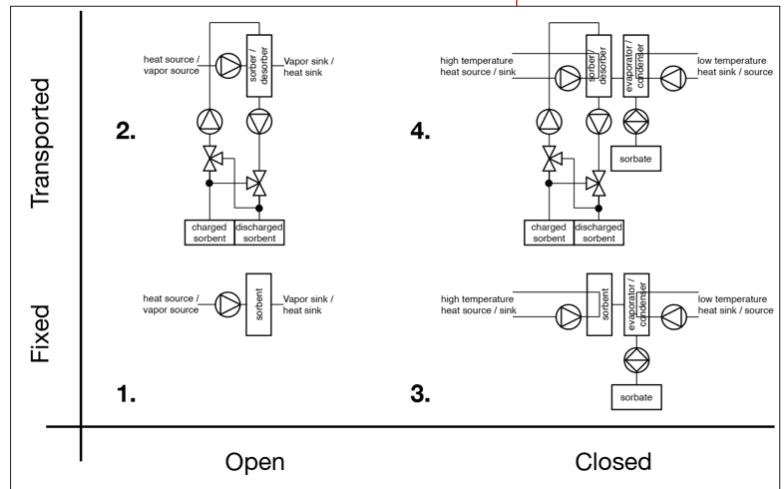 Transported
2.
heat source /
vapor source
sorber /
desorber
Vapor sink /
heat sink
charged
sorbent
discharged
sorbent
4.
high temperature
heat source / sink
sorber /
desorber
evaporator /
condenser
low temperature
heat sink / source
sorbate
charged
sorbent
discharged
sorbent
Fixed
1.
heat source /
vapor source
sorbent
Vapor sink /
heat sink
3.
high temperature
heat source / sink
sorbent
evaporator /
condenser
low temperature
heat sink / source
sorbate
Open
Closed